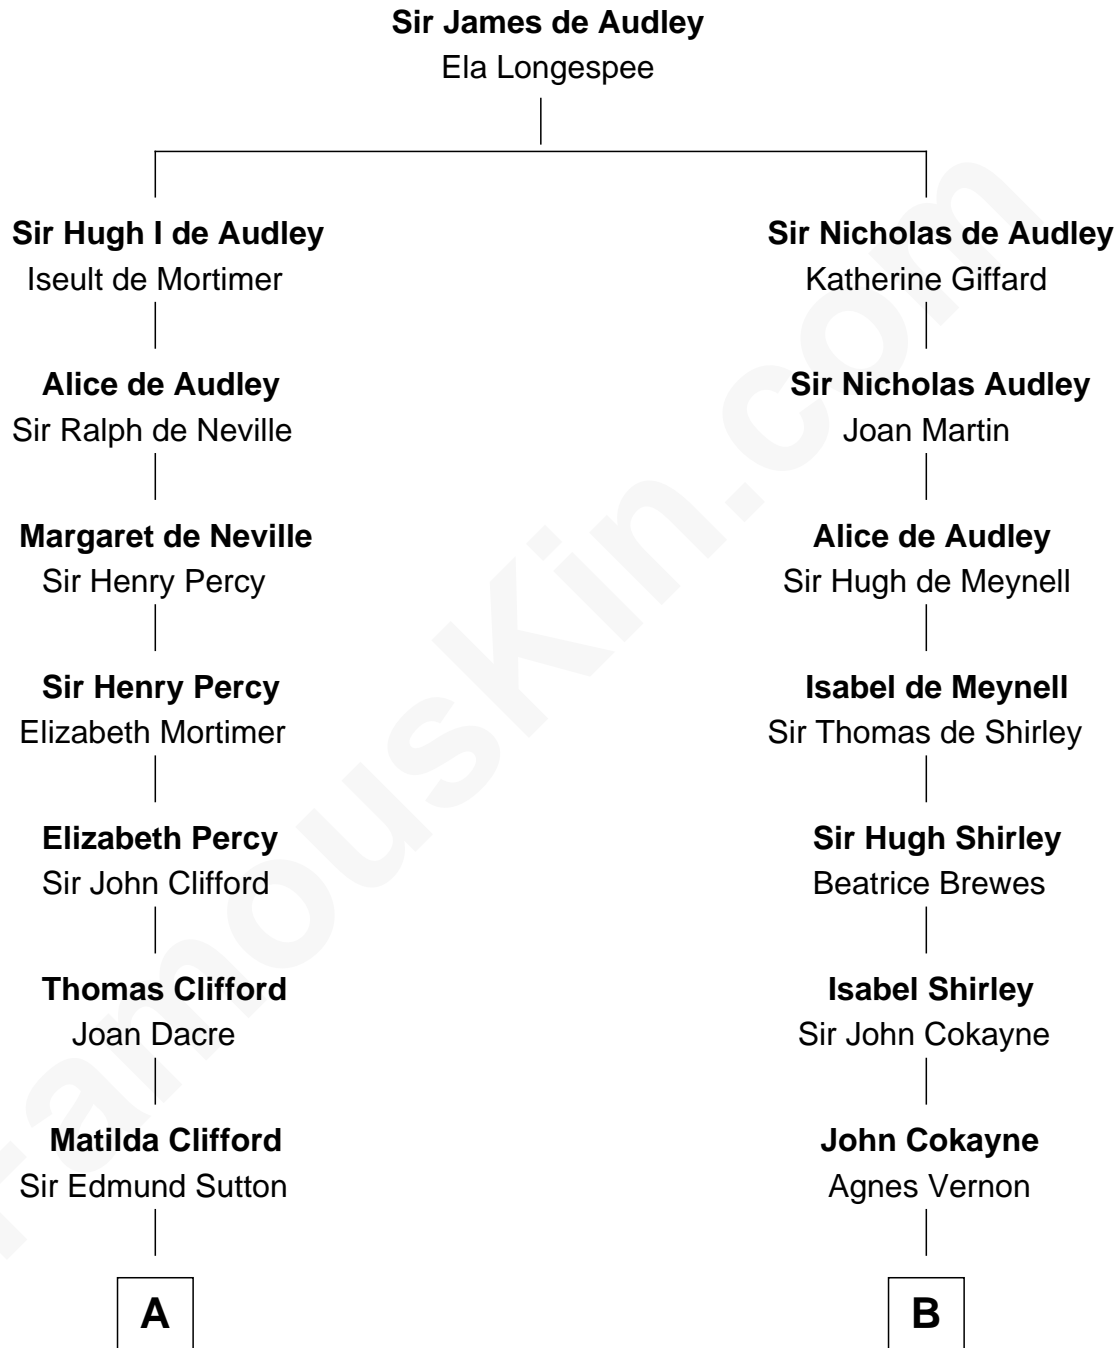 Sir James de Audley
Ela Longespee
Sir Hugh I de Audley
Iseult de Mortimer
Sir Nicholas de Audley
Katherine Giffard
Alice de Audley
Sir Ralph de Neville
Sir Nicholas Audley
Joan Martin
Margaret de Neville
Sir Henry Percy
Alice de Audley
Sir Hugh de Meynell
Sir Henry Percy
Elizabeth Mortimer
Isabel de Meynell
Sir Thomas de Shirley
Elizabeth Percy
Sir John Clifford
Sir Hugh Shirley
Beatrice Brewes
Thomas Clifford
Joan Dacre
Isabel Shirley
Sir John Cokayne
Matilda Clifford
Sir Edmund Sutton
John Cokayne
Agnes Vernon
A
B
FamousKin.com